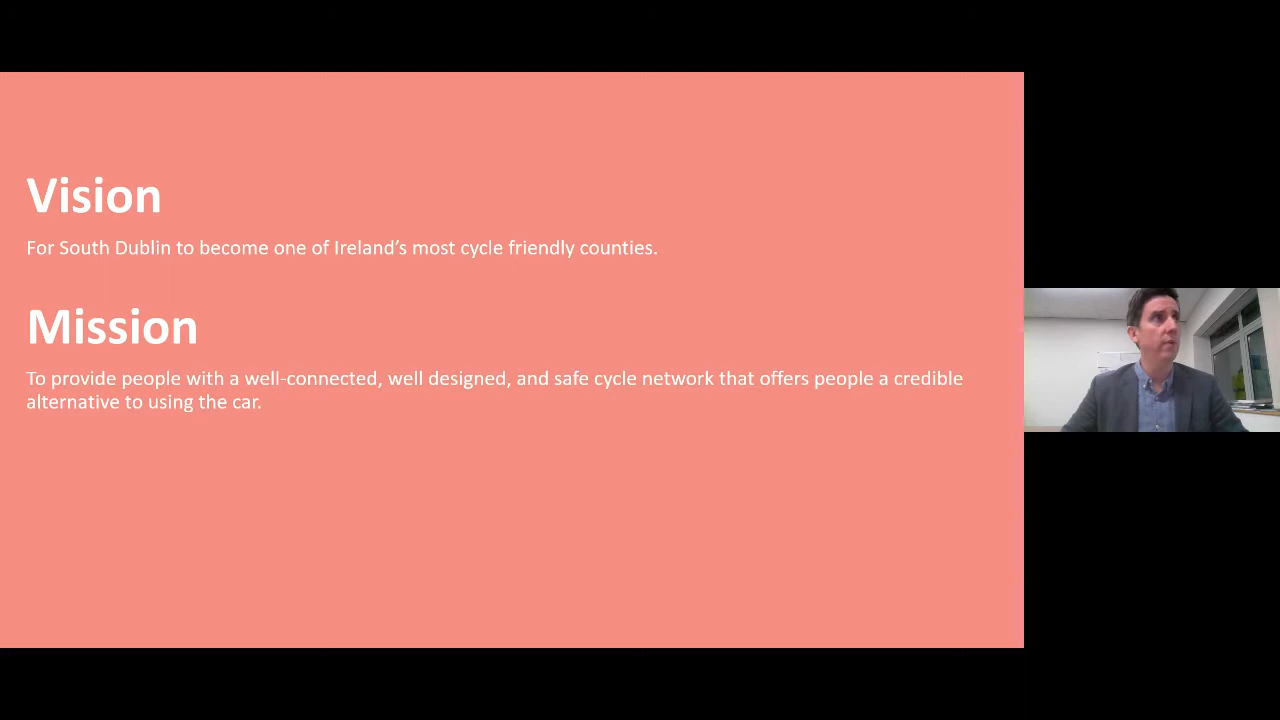 Vision
For South Dublin to become one of Ireland’s most cycle friendly counties.
Mission
To provide people with a well-connected, well designed, and safe cycle network that offers people a credible
alternative to using the car.